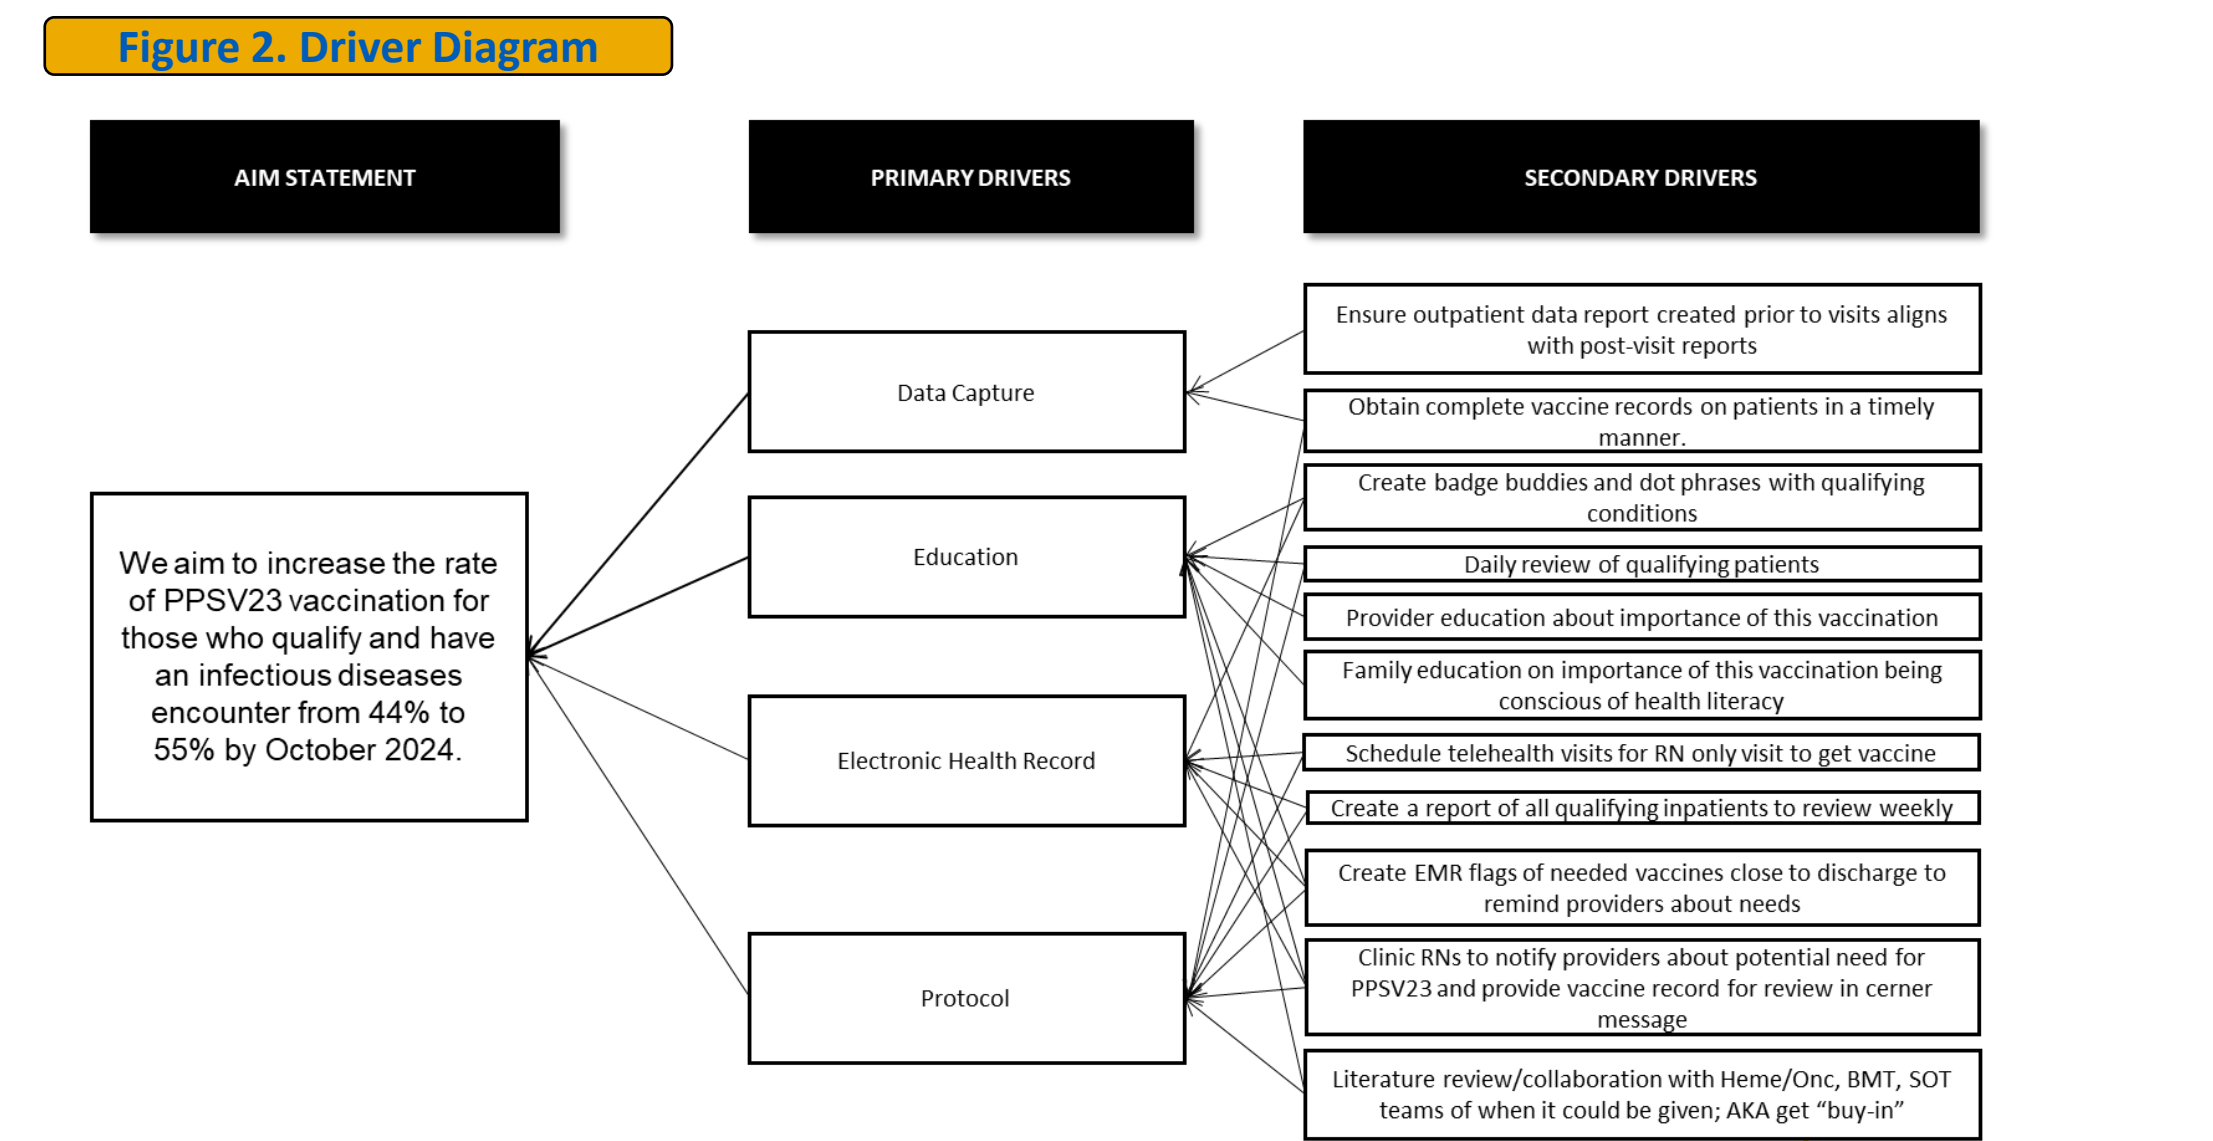 Figure 2. Driver Diagram
AIM STATEMENT
PRIMARY DRIVERS
SECONDARY DRIVERS
We aim to increase the rate
of PPSV23 vaccination for
those who qualify and have
an infectious diseases
encounter from 44% to
55% by October 2024.
Data Capture
Education
Electronic Health Record
Protocol
Ensure outpatient data report created prior to visits aligns
with post-visit reports
Obtain complete vaccine records on patients in a timely
manner.
Create badge buddies and dot phrases with qualifying
conditions
Daily review of qualifying patients
Provider education about importance of this vaccination
Family education on importance of this vaccination being
conscious of health literacy
Schedule telehealth visits for RN only visit to get vaccine
Create a report of all qualifying inpatients to review weekly
Create EMR flags of needed vaccines close to discharge to
remind providers about needs
Clinic RNs to notify providers about potential need for
PPSV23 and provide vaccine record for review in cerner
message
Literature review/collaboration with Heme/Onc, BMT, SOT
teams of when it could be given; AKA get “buy-in”